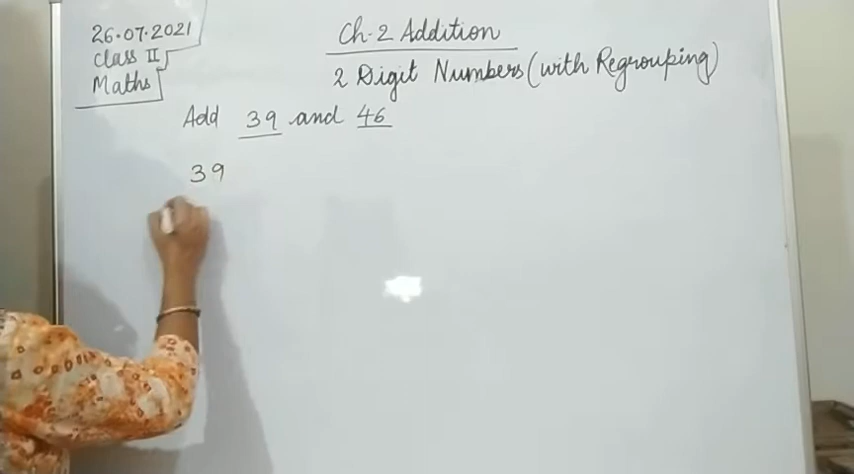 26.07.2021
Class II
Maths
Ch-2 Addition
2 Digit Numbers (with Regrouping)
Add 39 and 46
39